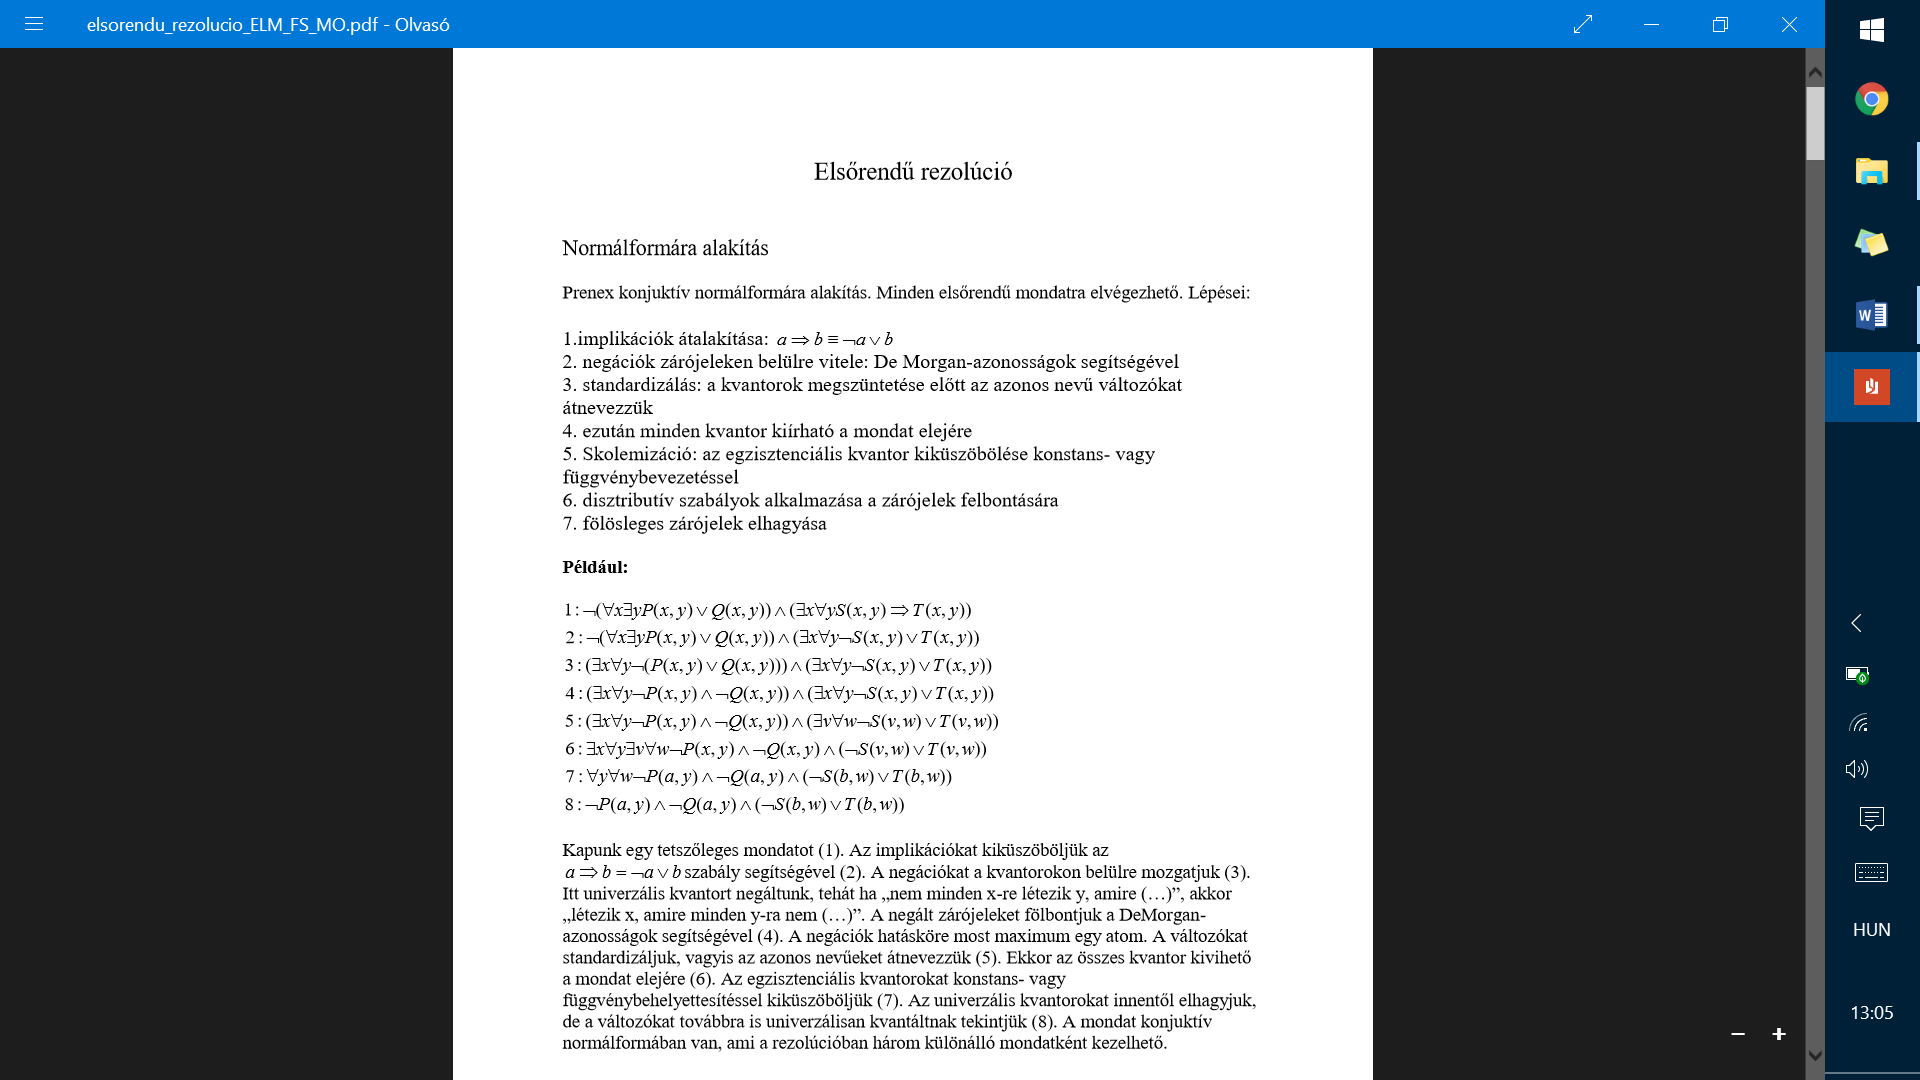 elsorendu_rezolucio_ELM_FS_MO.pdf - Olvasó
Elsőrendű rezolúció
Normálformára alakítás
Prenex konjuktív normálformára alakítás. Minden elsőrendű mondatra elvégezhető. Lépései:
1.implikációk átalakítása: a ⇒ b ≡ ¬a ∨ b
2. negációk zárójeleken belülre vitele: De Morgan-azonosságok segítségével
3. standardizálás: a kvantorok megszüntetése előtt az azonos nevű változókat
átnevezzük
4. ezután minden kvantor kiírható a mondat elejére
5. Skolemizáció: az egzisztenciális kvantor kiküszöbölése konstans- vagy
függvénybevezetéssel
6. disztributív szabályok alkalmazása a zárójelek felbontására
7. fölösleges zárójelek elhagyása
Például:
1: ¬(∀x∃yP(x, y) ∨ Q(x, y)) ∧ (∃x∀yS(x, y) ⇒ T(x, y))
2: ¬(∀x∃yP(x, y) ∨ Q(x, y)) ∧ (∃x∀y¬S(x, y) ∨ T(x, y))
3: (∃x∀y¬(P(x, y) ∨ Q(x, y))) ∧ (∃x∀y¬S(x, y) ∨ T(x, y))
4: (∃x∀y¬P(x, y) ∧ ¬Q(x, y)) ∧ (∃x∀y¬S(x, y) ∨ T(x, y))
5: (∃x∀y¬P(x, y) ∧ ¬Q(x, y)) ∧ (∃v∀w¬S(v, w) ∨ T(v, w))
6: ∃x∀y∃v∀w¬P(x, y) ∧ ¬Q(x, y) ∧ (¬S(v, w) ∨ T(v, w))
7: ∀y∀w¬P(a, y) ∧ ¬Q(a, y) ∧ (¬S(b, w) ∨ T(b, w))
8: ¬P(a, y) ∧ ¬Q(a, y) ∧ (¬S(b, w) ∨ T(b, w))
Kapunk egy tetszőleges mondatot (1). Az implikációkat kiküszöböljük az
a ⇒ b = ¬a ∨ b szabály segítségével (2). A negációkat a kvantorokon belülre mozgatjuk (3).
Itt univerzális kvantort negáltunk, tehát ha „nem minden x-re létezik y, amire (…)”, akkor
„létezik x, amire minden y-ra nem (…)”. A negált zárójeleket fölbontjuk a DeMorgan-
azonosságok segítségével (4). A negációk hatásköre most maximum egy atom. A változókat
standardizáljuk, vagyis az azonos nevűeket átnevezzük (5). Ekkor az összes kvantor kivihető
a mondat elejére (6). Az egzisztenciális kvantorokat konstans- vagy
függvénybehelyettesítéssel kiküszöböljük (7). Az univerzális kvantorokat innentől elhagyjuk,
de a változókat továbbra is univerzálisan kvantáltnak tekintjük (8). A mondat konjuktív
normálformában van, ami a rezolúcióban három különálló mondatként kezelhető.
W
HUN
13:05